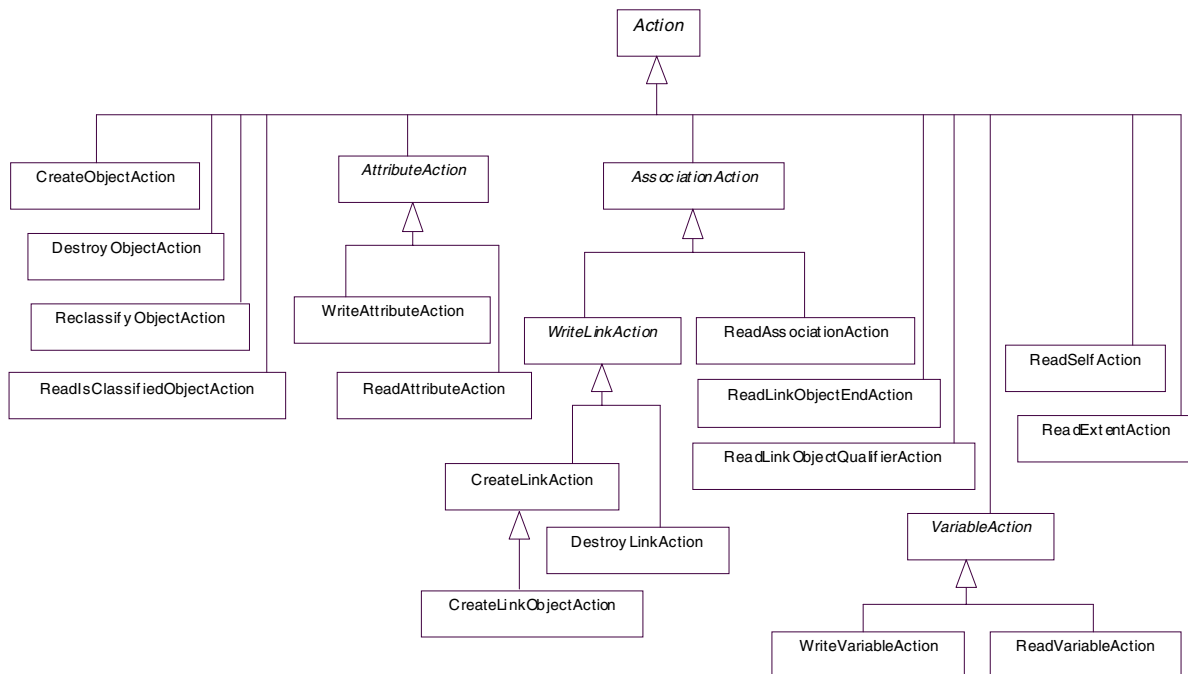 Action
CreateObjectAction
AttributeAction
AssociationAction
DestroyObjectAction
WriteAttributeAction
ReclassifyObjectAction
WriteLinkAction
ReadAssociationAction
ReadSelfAction
ReadIsClassifiedObjectAction
ReadAttributeAction
ReadLinkObjectEndAction
ReadExtentAction
ReadLinkObjectQualifierAction
CreateLinkAction
VariableAction
DestroyLinkAction
CreateLinkObjectAction
WriteVariableAction
ReadVariableAction